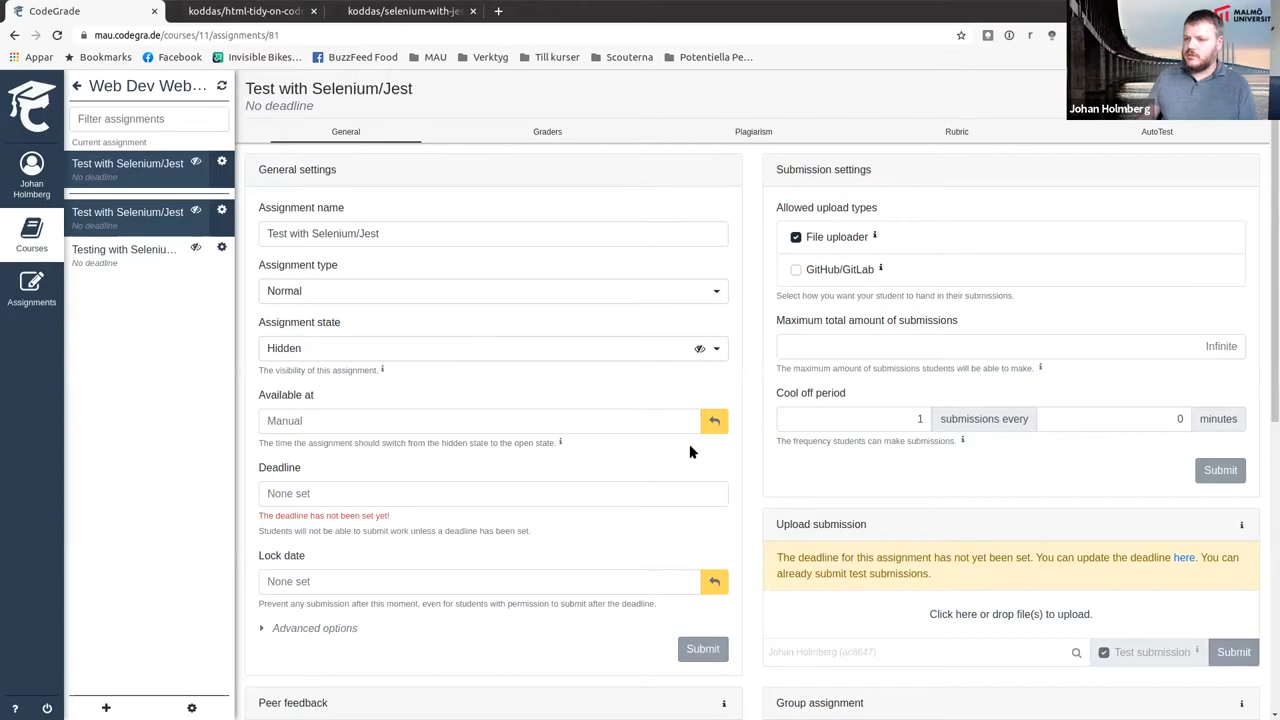 CodeGrade
koddas/html-tidy-on-cod
koddas/selenium-with-jes
mau.codegra.de/courses/11/assignments/81
Appar
Bookmarks
Facebook
Invisible Bikes…
BuzzFeed Food
MAU
Verktyg
Till kurser
Scouterna
Potentiella Pe…
MALMÖ
UNIVERSIT
Johan Holmberg
Johan
Holmberg
Courses
Assignments
Web Dev Web…
Filter assignments
Current assignment
Test with Selenium/Jest
No deadline
Test with Selenium/Jest
No deadline
Testing with Seleniu…
No deadline
Test with Selenium/Jest
No deadline
General
Graders
Plagiarism
Rubric
AutoTest
General settings
Assignment name
Test with Selenium/Jest
Assignment type
Normal
Assignment state
Hidden
The visibility of this assignment.
Available at
Manual
The time the assignment should switch from the hidden state to the open state.
Deadline
None set
The deadline has not been set yet!
Students will not be able to submit work unless a deadline has been set.
Lock date
None set
Prevent any submission after this moment, even for students with permission to submit after the deadline.
Advanced options
Submit
Peer feedback
Submission settings
Allowed upload types
File uploader
GitHub/GitLab
Select how you want your student to hand in their submissions.
Maximum total amount of submissions
Infinite
The maximum amount of submissions students will be able to make.
Cool off period
1 submissions every 0 minutes
The frequency students can make submissions.
Submit
Upload submission
The deadline for this assignment has not yet been set. You can update the deadline here. You can
already submit test submissions.
Click here or drop file(s) to upload.
Johan Holmberg (ac8647)
Test submission
Submit
Group assignment